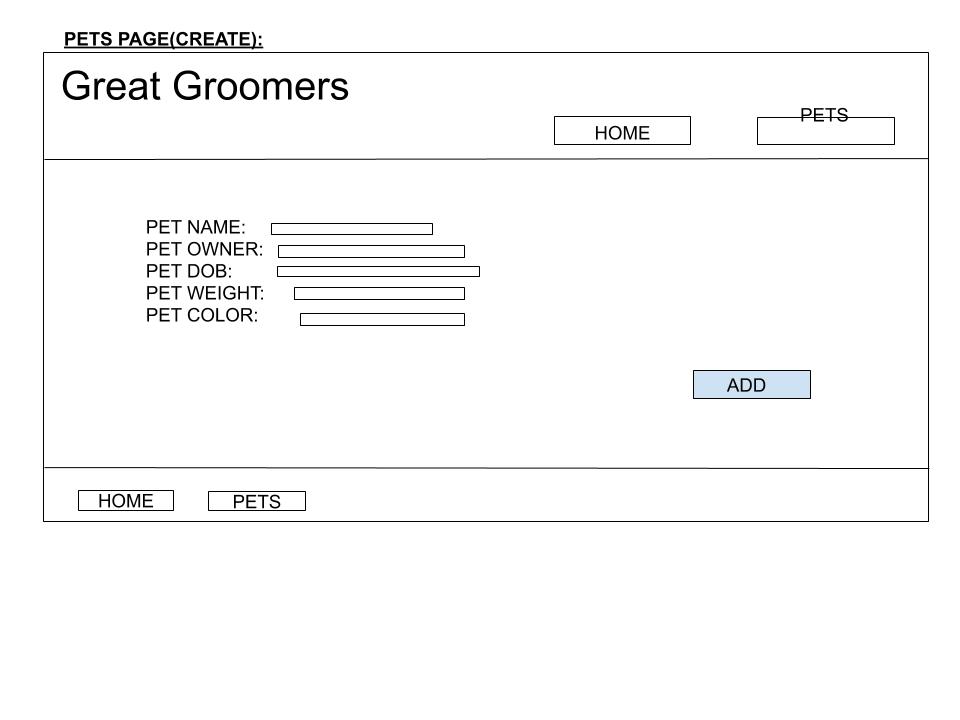 PETS PAGE(CREATE):
Great Groomers
HOME PETS
PET NAME:
PET OWNER:
PET DOB:
PET WEIGHT:
PET COLOR:
ADD
HOME PETS